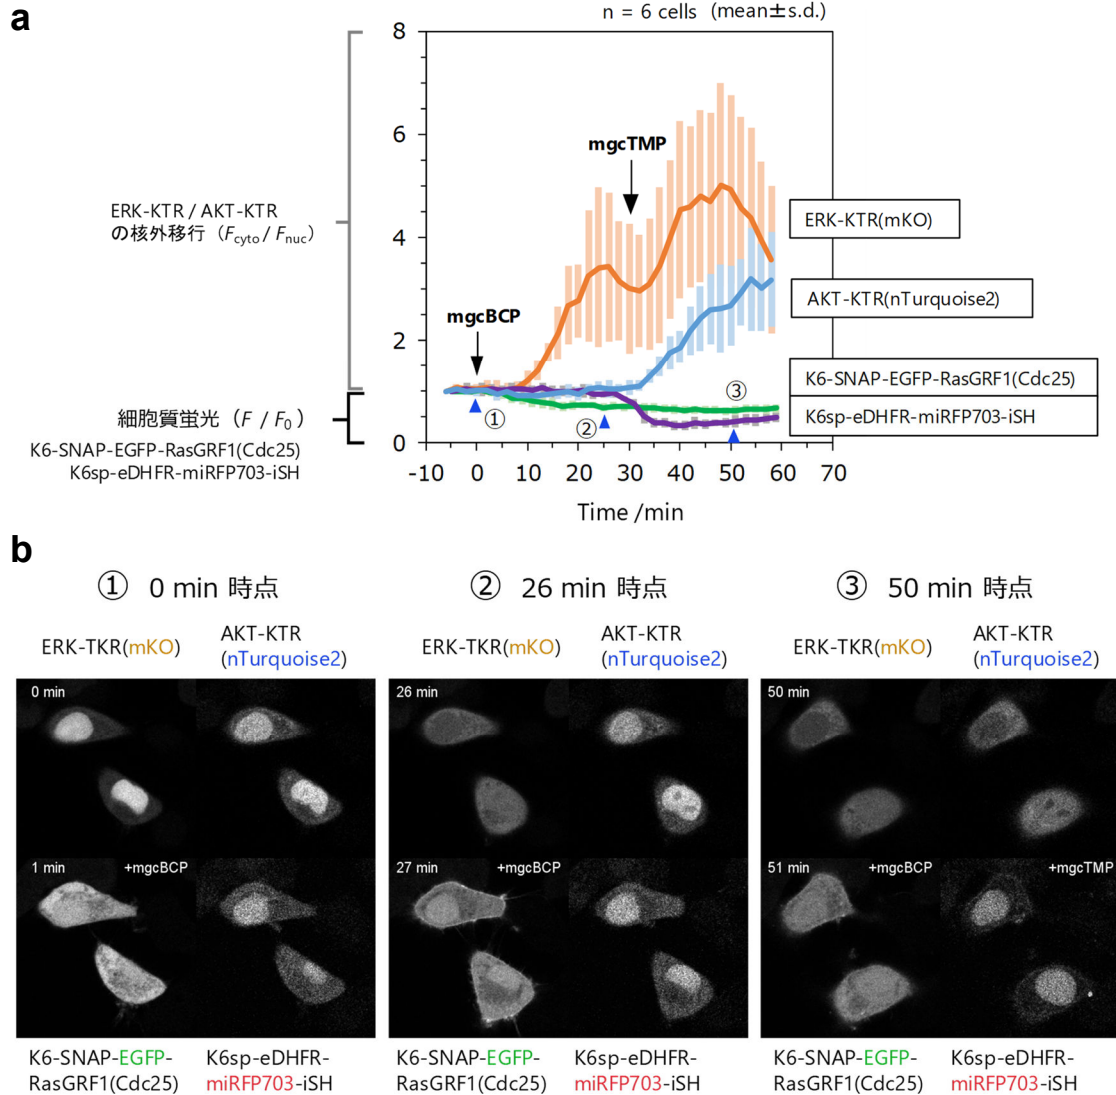 a
n = 6 cells (mean±s.d.)
8
6
4
2
0
-10 0 10 20 30 40 50 60 70
Time /min
mgcBCP
mgcTMP
①
②
③
ERK-KTR / AKT-KTR
の核外移行（Fcyto / Fnuc）
細胞質蛍光（F / F0 ）
K6-SNAP-EGFP-RasGRF1(Cdc25)
K6sp-eDHFR-miRFP703-iSH
ERK-KTR(mKO)
AKT-KTR(nTurquoise2)
K6-SNAP-EGFP-RasGRF1(Cdc25)
K6sp-eDHFR-miRFP703-iSH
b
① 0 min 時点
ERK-TKR(mKO)
AKT-KTR
(nTurquoise2)
0 min
1 min +mgcBCP
K6-SNAP-EGFP-
RasGRF1(Cdc25)
K6sp-eDHFR-
miRFP703-iSH
② 26 min 時点
ERK-TKR(mKO)
AKT-KTR
(nTurquoise2)
26 min
27 min +mgcBCP
K6-SNAP-EGFP-
RasGRF1(Cdc25)
K6sp-eDHFR-
miRFP703-iSH
③ 50 min 時点
ERK-TKR(mKO)
AKT-KTR
(nTurquoise2)
50 min
51 min +mgcBCP +mgcTMP
K6-SNAP-EGFP-
RasGRF1(Cdc25)
K6sp-eDHFR-
miRFP703-iSH